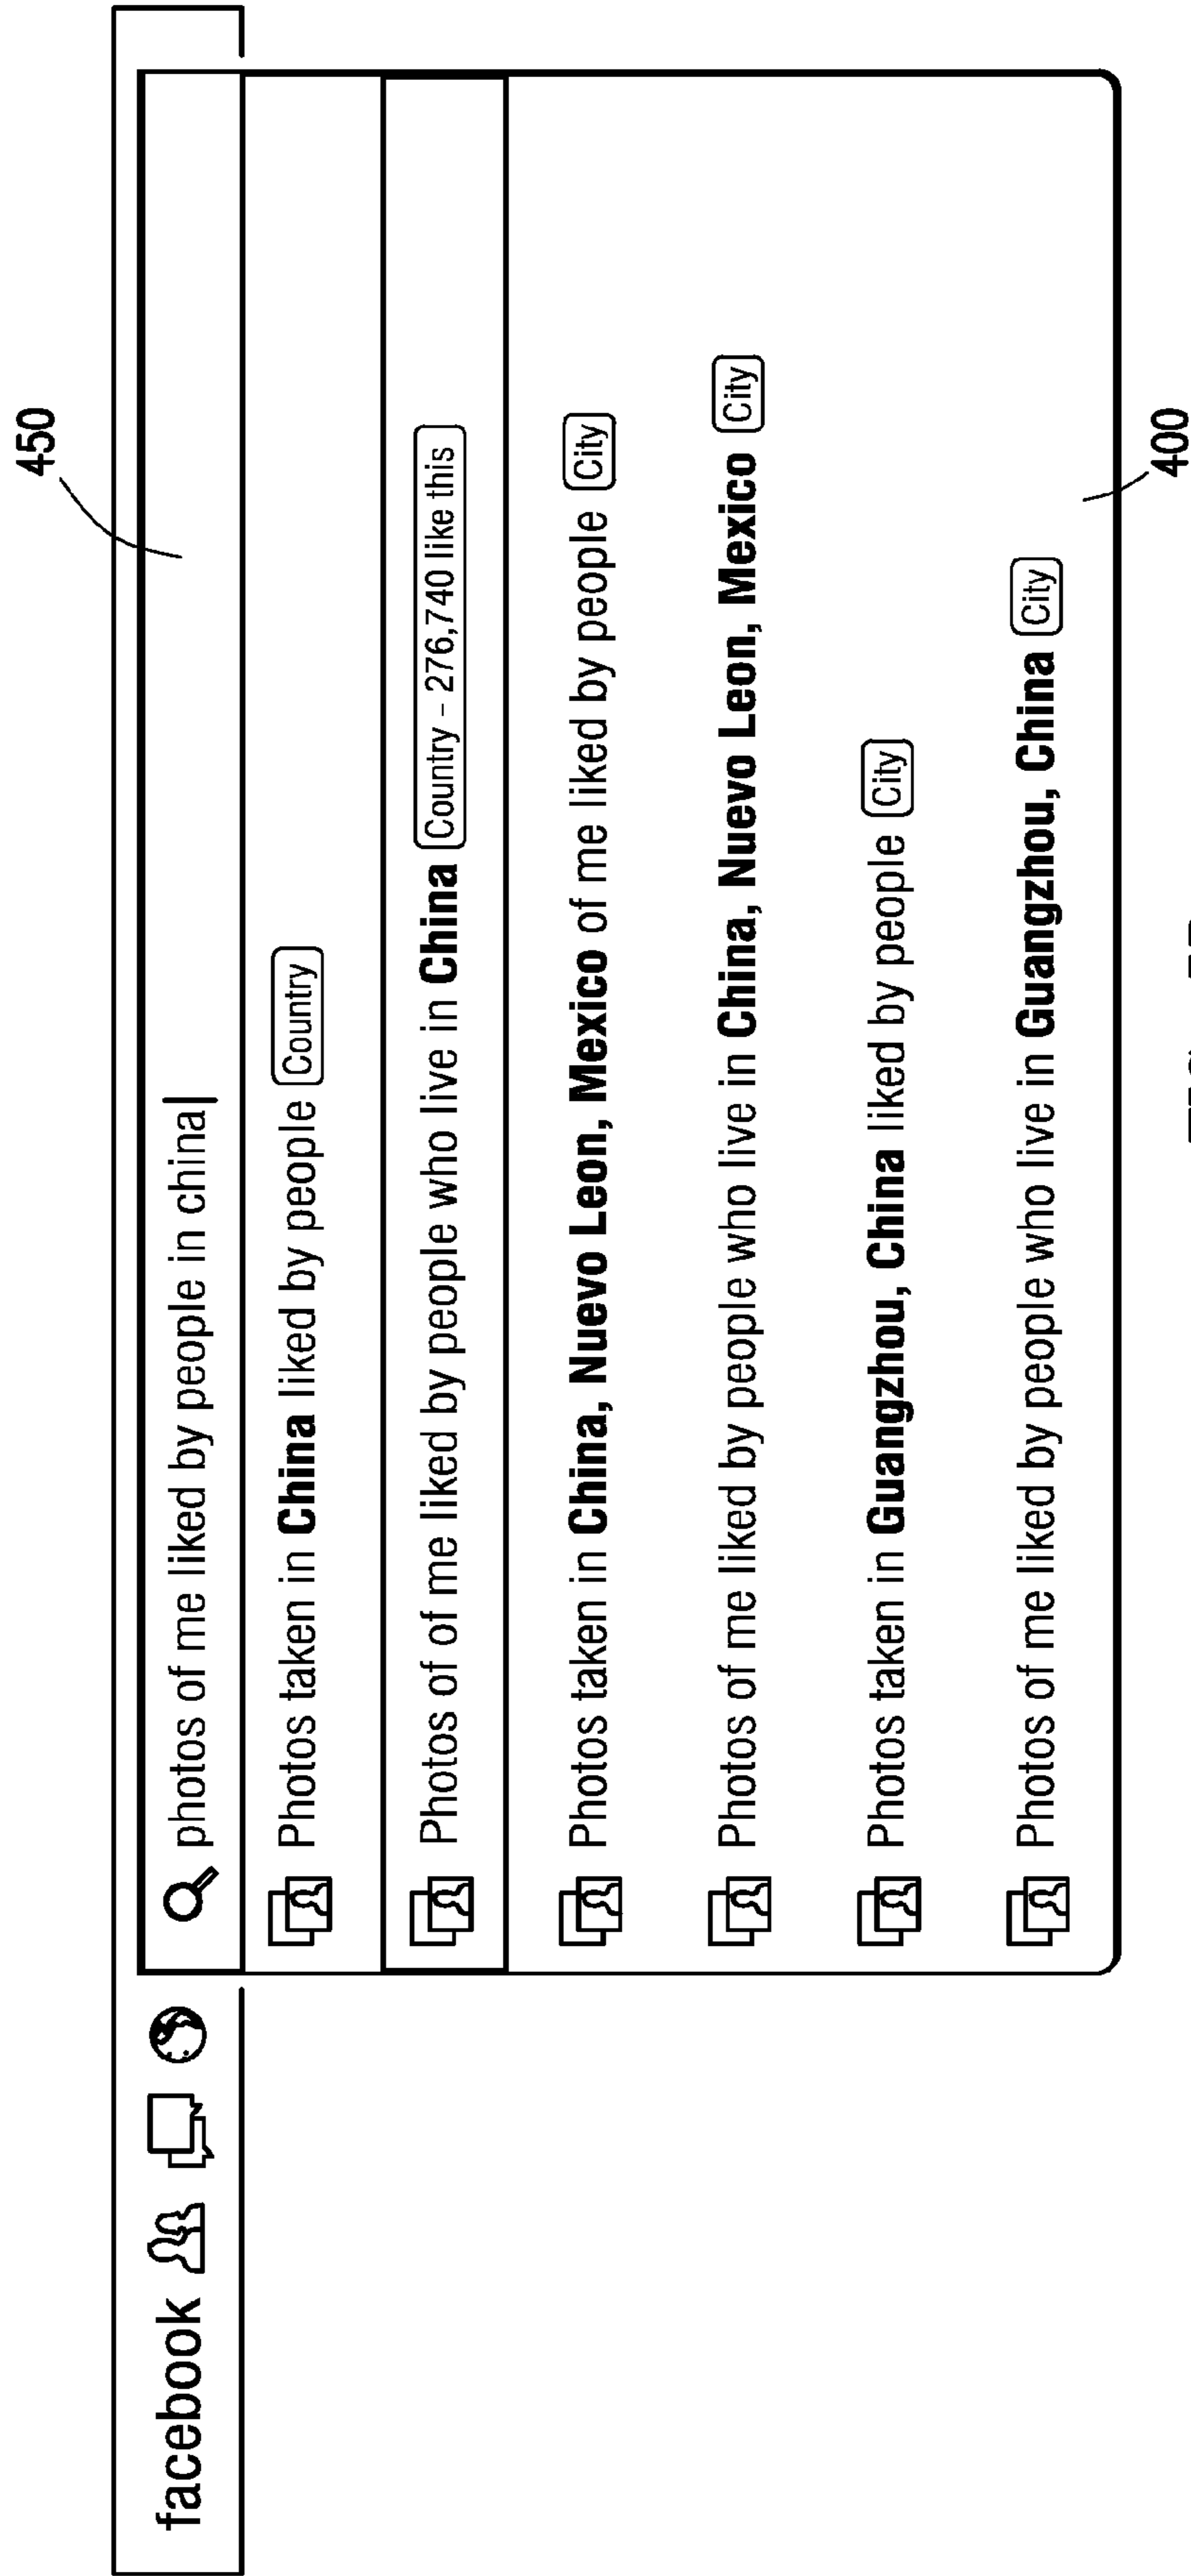 450
facebook photos of me liked by people in china
Photos taken in China liked by people Country
Photos of of me liked by people who live in China Country – 276,740 like this
Photos taken in China, Nuevo Leon, Mexico of me liked by people City
Photos of me liked by people who live in China, Nuevo Leon, Mexico City
Photos taken in Guangzhou, China liked by people City
Photos of me liked by people who live in Guangzhou, China City
400